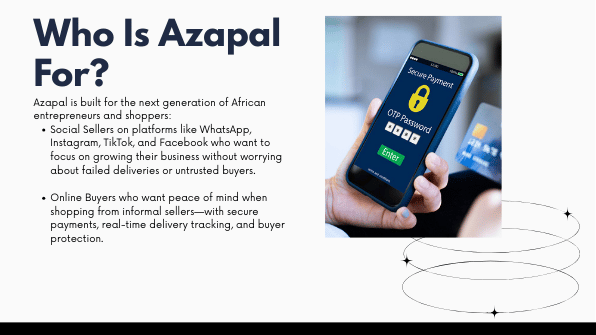 Who Is Azapal
For?
Azapal is built for the next generation of African
entrepreneurs and shoppers:
• Social Sellers on platforms like WhatsApp,
Instagram, TikTok, and Facebook who want to
focus on growing their business without worrying
about failed deliveries or untrusted buyers.
• Online Buyers who want peace of mind when
shopping from informal sellers—with secure
payments, real-time delivery tracking, and buyer
protection.
Secure Payment
OTP Password
Enter